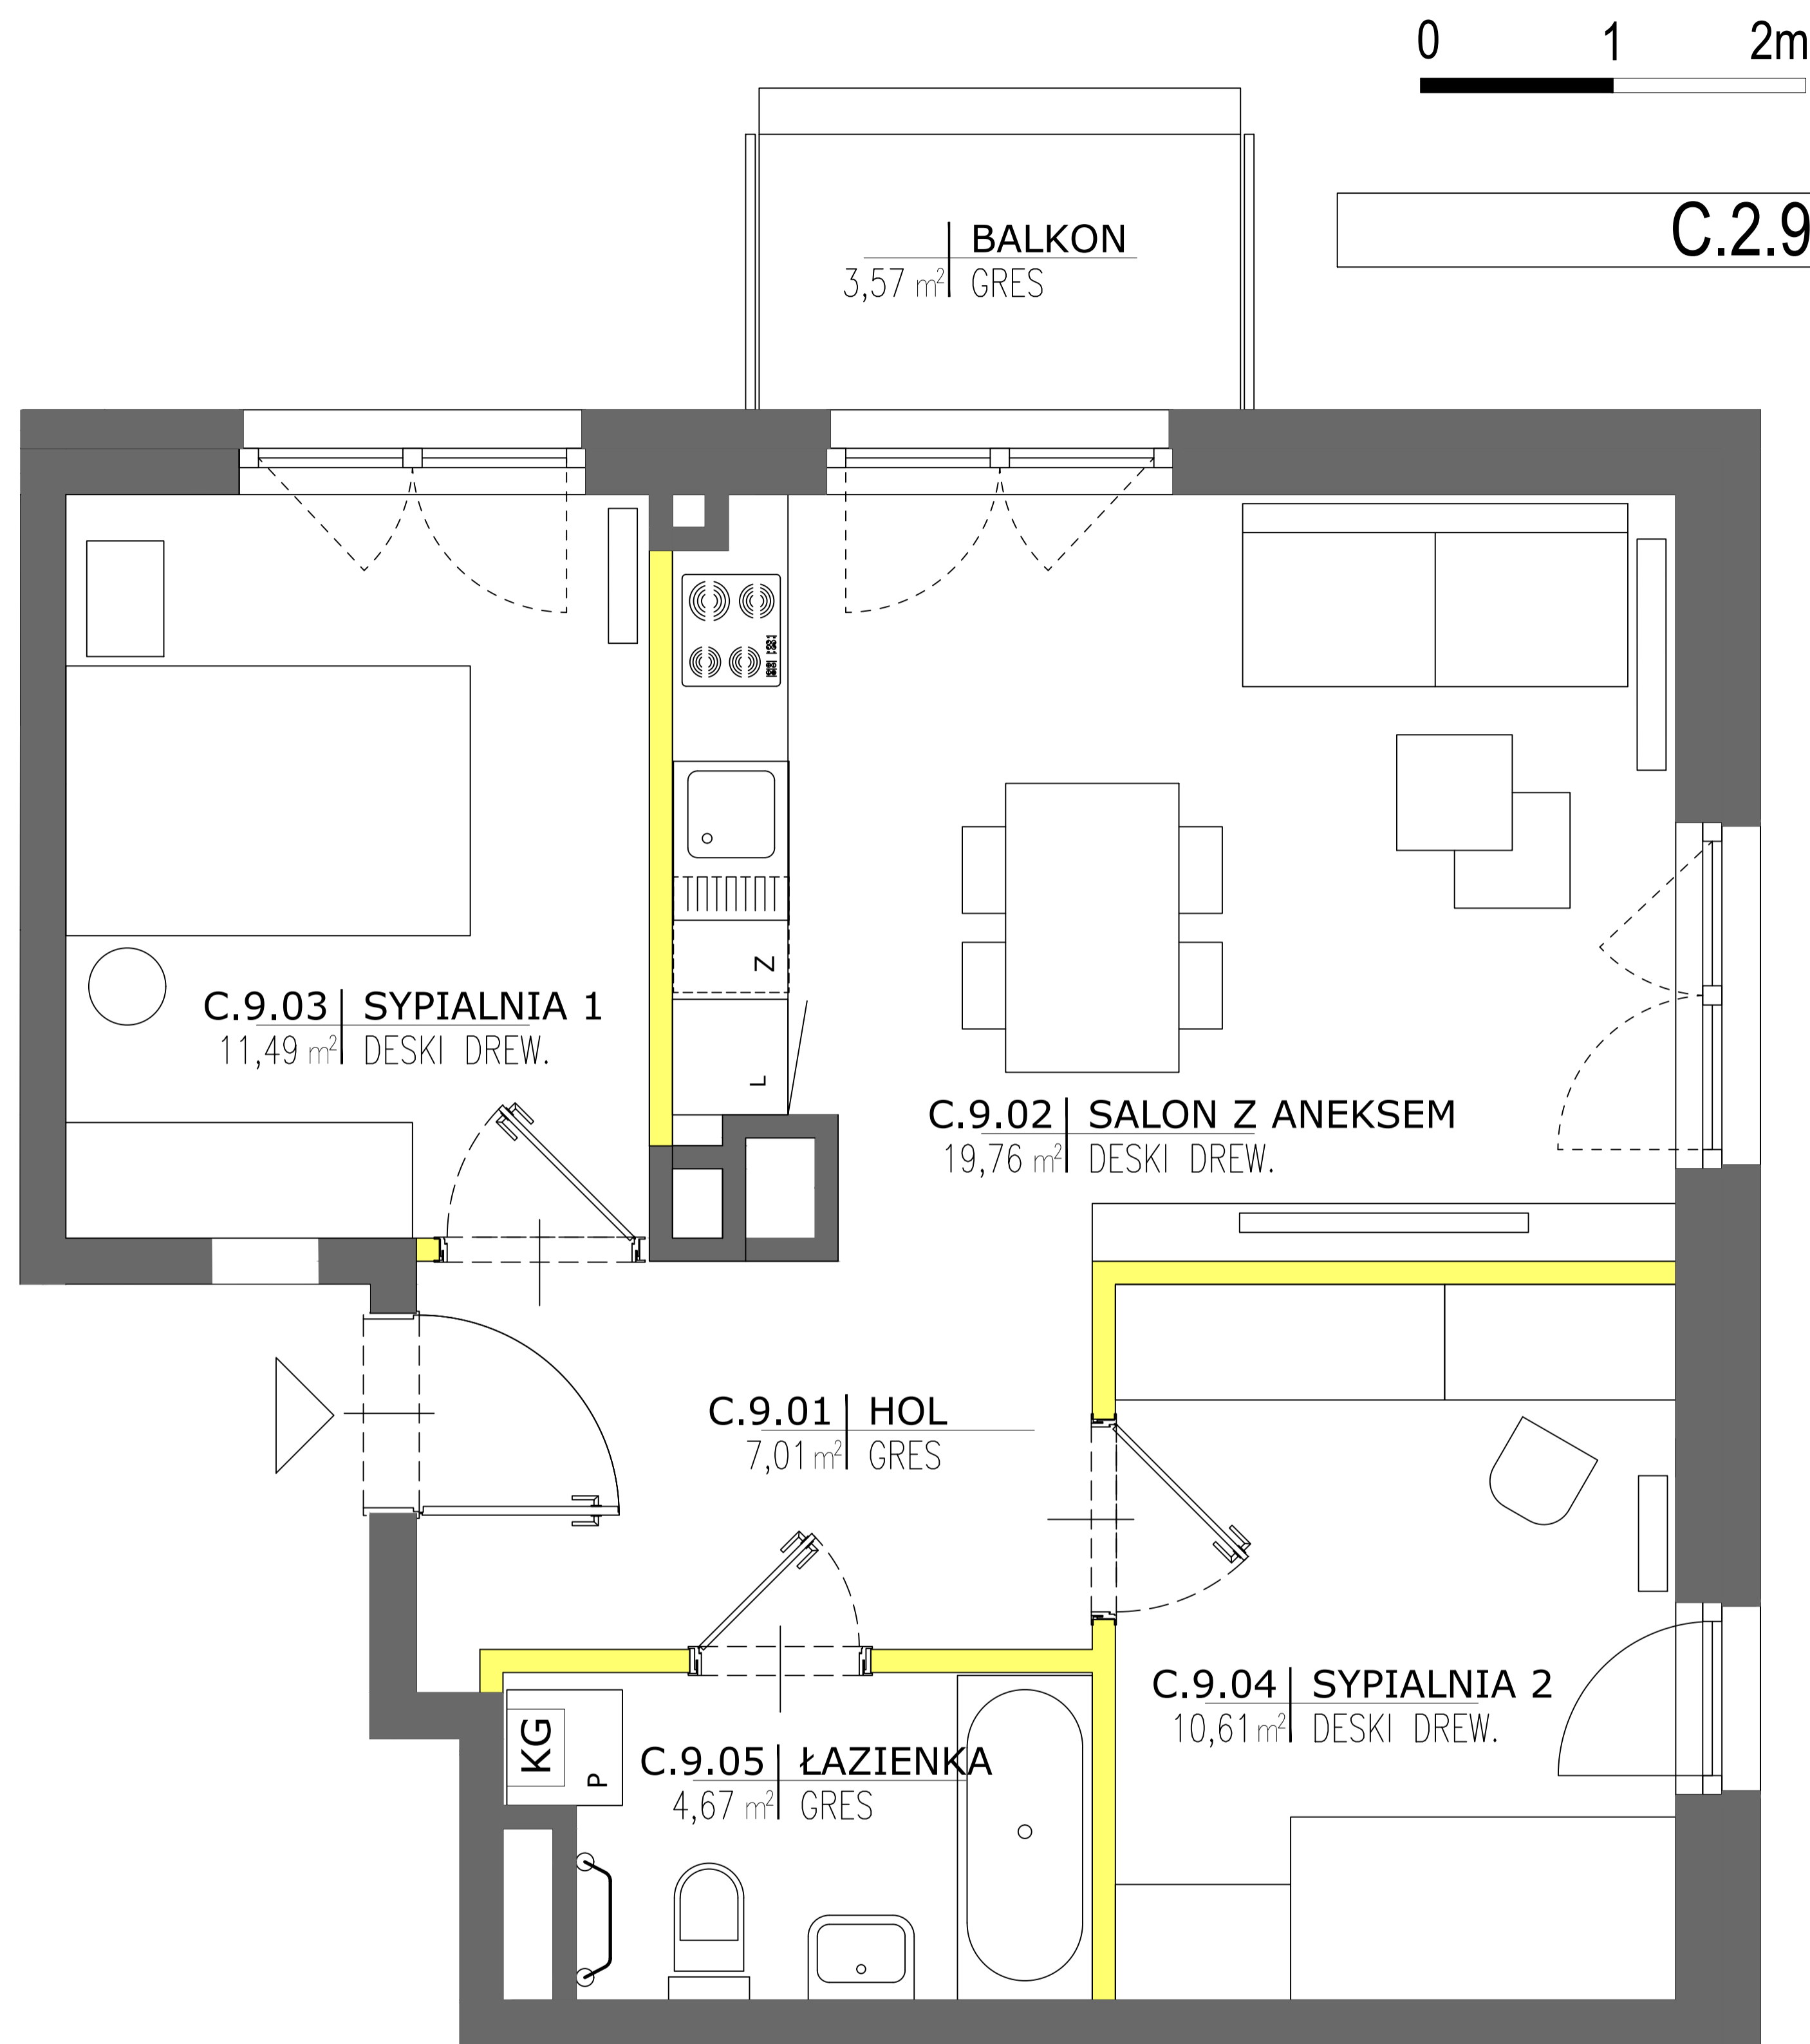 0 1 2m
C.2.9
BALKON
3,57 m² GRES
C.9.03 SYPIALNIA 1
11,49 m² DESKI DREW.
Z
L
C.9.02 SALON Z ANEKSEM
19,76 m² DESKI DREW.
C.9.01 HOL
7,01 m² GRES
C.9.04 SYPIALNIA 2
10,61 m² DESKI DREW.
KG
P
C.9.05 ŁAZIENKA
4,67 m² GRES